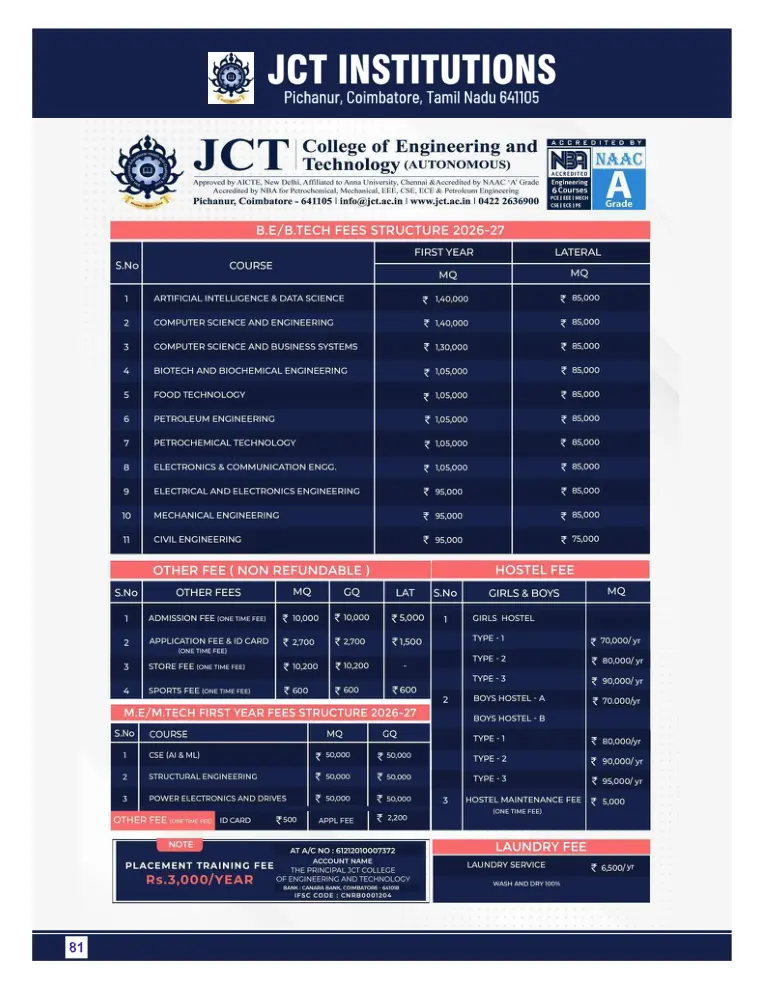 JCT INSTITUTIONS
Pichanur, Coimbatore, Tamil Nadu 641105
JCT College of Engineering and
Technology (AUTONOMOUS)
Approved by AICTE, New Delhi, Affiliated to Anna University, Chennai &Accredited by NAAC 'A' Grade
Accredited by NBA for Petrochemical, Mechanical, EEE, CSE, ECE & Petroleum Engineering
Pichanur, Coimbatore - 641105 I info@jct.ac.in I www.jct.ac.in I 0422 2636900
ACCREDITED BY
NBA
ACCREDITED
Engineering
6 Courses
PCE | EEE | MECH
CSE | ECE | PE
NAAC
A
Grade
B.E/B.TECH FEES STRUCTURE 2026-27
S.No COURSE FIRST YEAR LATERAL
MQ MQ
1 ARTIFICIAL INTELLIGENCE & DATA SCIENCE ₹ 1,40,000 ₹ 85,000
2 COMPUTER SCIENCE AND ENGINEERING ₹ 1,40,000 ₹ 85,000
3 COMPUTER SCIENCE AND BUSINESS SYSTEMS ₹ 1,30,000 ₹ 85,000
4 BIOTECH AND BIOCHEMICAL ENGINEERING ₹ 1,05,000 ₹ 85,000
5 FOOD TECHNOLOGY ₹ 1,05,000 ₹ 85,000
6 PETROLEUM ENGINEERING ₹ 1,05,000 ₹ 85,000
7 PETROCHEMICAL TECHNOLOGY ₹ 1,05,000 ₹ 85,000
8 ELECTRONICS & COMMUNICATION ENGG. ₹ 1,05,000 ₹ 85,000
9 ELECTRICAL AND ELECTRONICS ENGINEERING ₹ 95,000 ₹ 85,000
10 MECHANICAL ENGINEERING ₹ 95,000 ₹ 85,000
11 CIVIL ENGINEERING ₹ 95,000 ₹ 75,000
OTHER FEE ( NON REFUNDABLE )
S.No OTHER FEES MQ GQ LAT
1 ADMISSION FEE (ONE TIME FEE) ₹ 10,000 ₹ 10,000 ₹ 5,000
2 APPLICATION FEE & ID CARD ₹ 2,700 ₹ 2,700 ₹ 1,500
(ONE TIME FEE)
3 STORE FEE (ONE TIME FEE) ₹ 10,200 ₹ 10,200 -
4 SPORTS FEE (ONE TIME FEE) ₹ 600 ₹ 600 ₹ 600
M.E/M.TECH FIRST YEAR FEES STRUCTURE 2026-27
S.No COURSE MQ GQ
1 CSE (AI & ML) ₹ 50,000 ₹ 50,000
2 STRUCTURAL ENGINEERING ₹ 50,000 ₹ 50,000
3 POWER ELECTRONICS AND DRIVES ₹ 50,000 ₹ 50,000
OTHER FEE (ONE TIME FEE) ID CARD ₹ 500 APPL FEE ₹ 2,200
HOSTEL FEE
S.No GIRLS & BOYS MQ
1 GIRLS HOSTEL
TYPE - 1 ₹ 70,000/ yr
TYPE - 2 ₹ 80,000/ yr
TYPE - 3 ₹ 90,000/ yr
2 BOYS HOSTEL - A ₹ 70.000/yr
BOYS HOSTEL - B
TYPE - 1 ₹ 80,000/yr
TYPE - 2 ₹ 90,000/ yr
TYPE - 3 ₹ 95,000/ yr
3 HOSTEL MAINTENANCE FEE ₹ 5,000
(ONE TIME FEE)
NOTE
PLACEMENT TRAINING FEE
Rs.3,000/YEAR
AT A/C NO : 61212010007372
ACCOUNT NAME
THE PRINCIPAL JCT COLLEGE
OF ENGINEERING AND TECHNOLOGY
BANK : CANARA BANK, COIMBATORE - 641018
IFSC CODE : CNRB0001204
LAUNDRY FEE
LAUNDRY SERVICE ₹ 6,500/ yr
WASH AND DRY 100%
81